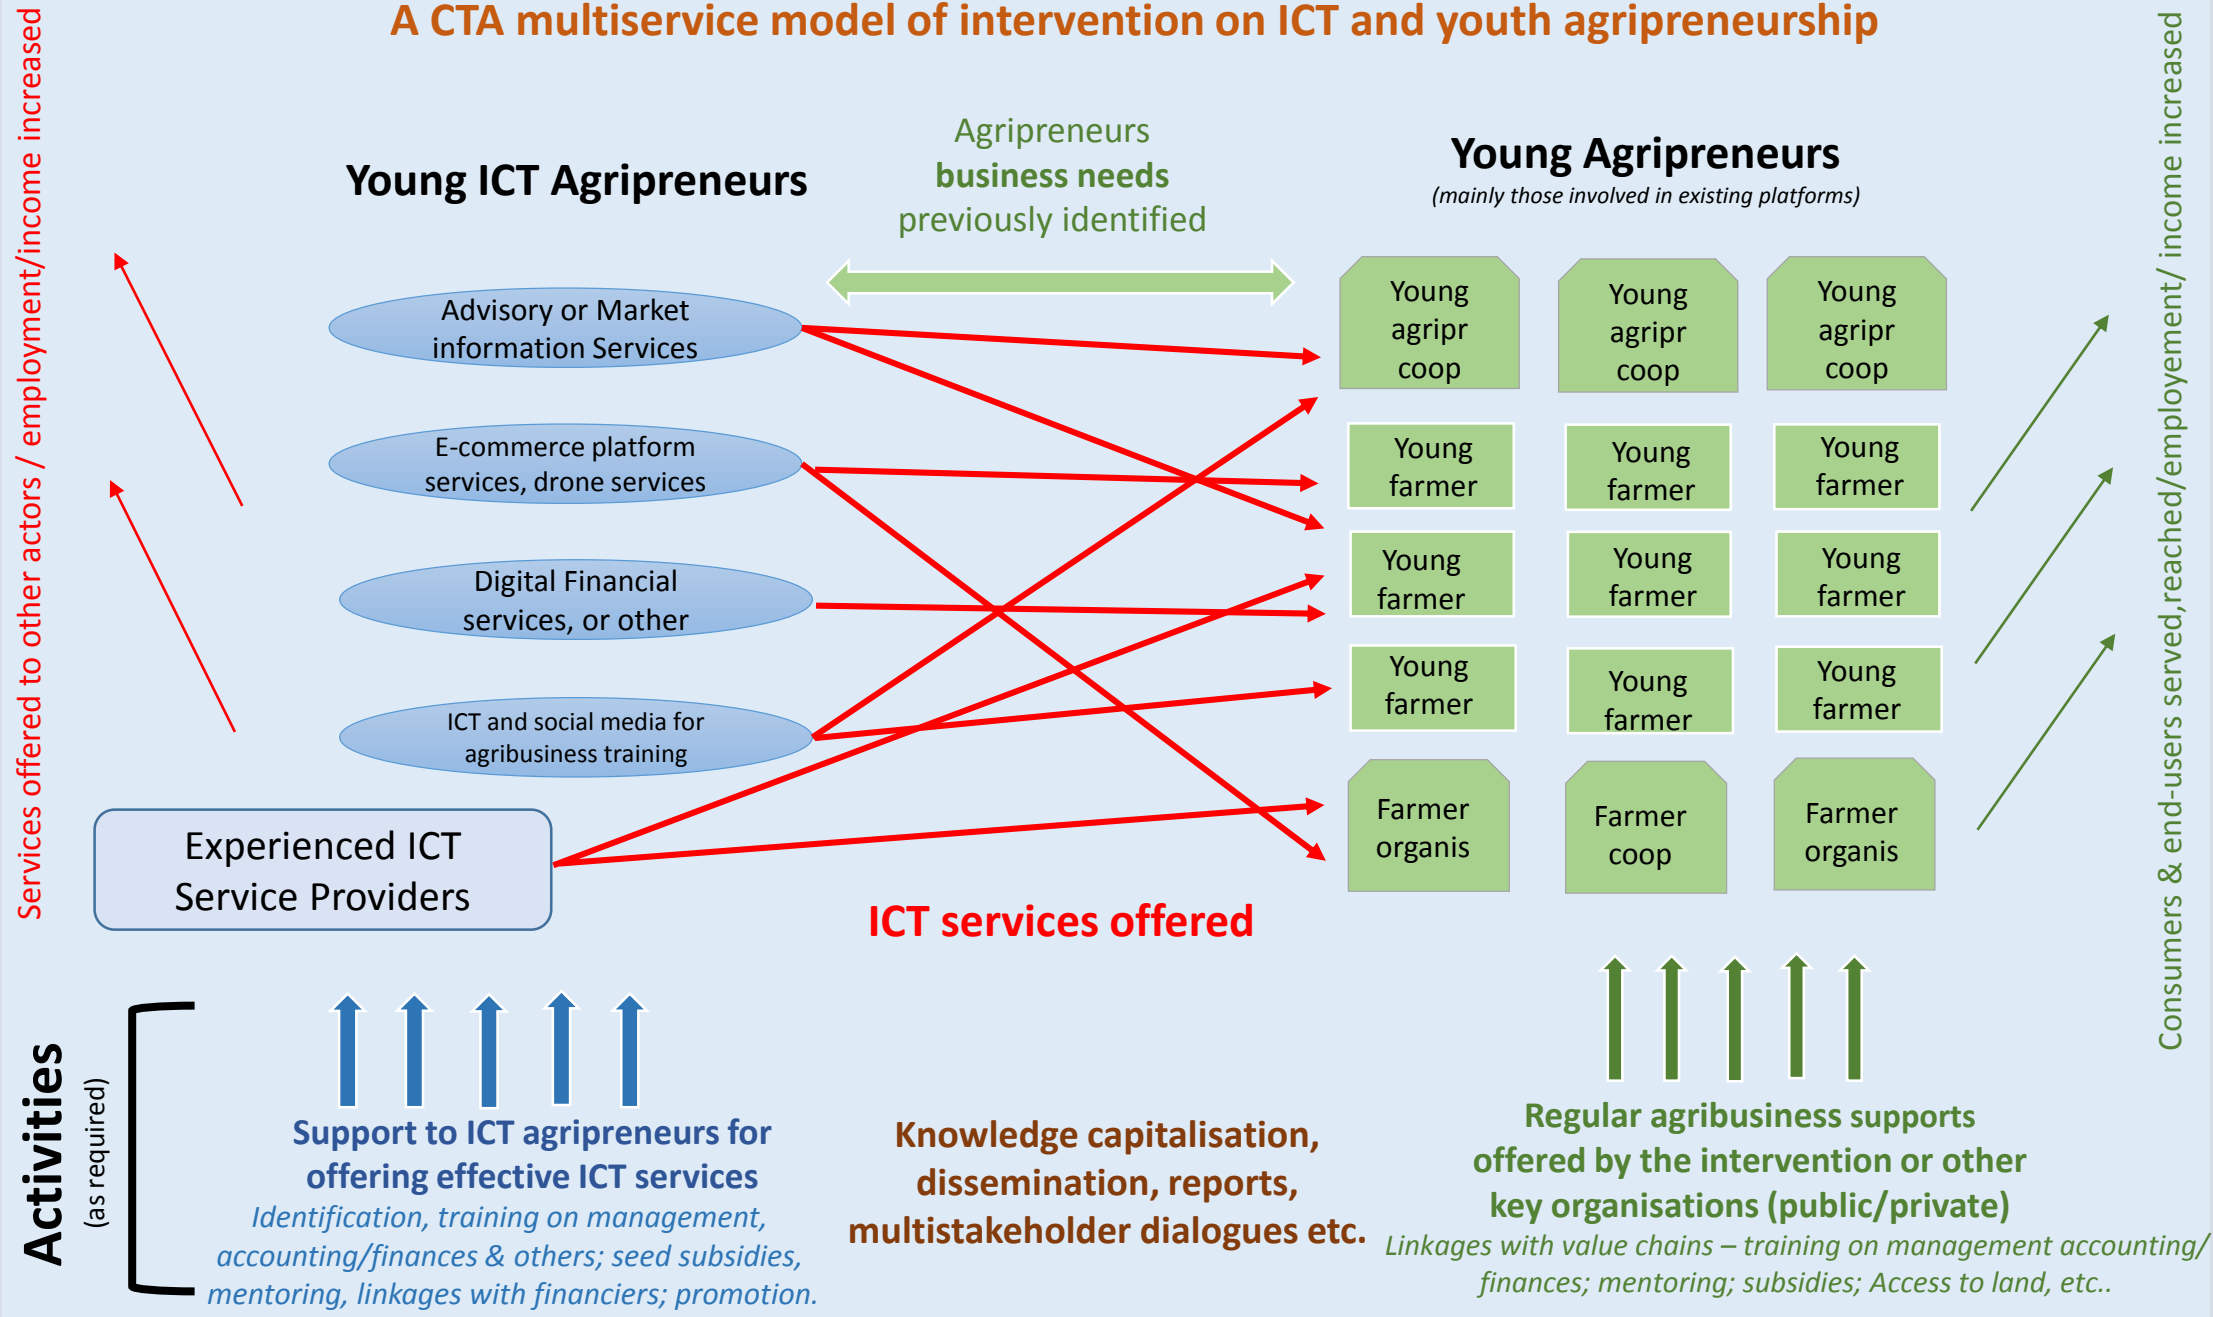 A CTA multiservice model of intervention on ICT and youth agripreneurship
Services offered to other actors / employment/income increased
Young ICT Agripreneurs
Agripreneurs
business needs
previously identified
Young Agripreneurs
(mainly those involved in existing platforms)
Advisory or Market
information Services
E-commerce platform
services, drone services
Digital Financial
services, or other
ICT and social media for
agribusiness training
Experienced ICT
Service Providers
Young
agripr
coop
Young
agripr
coop
Young
agripr
coop
Young
farmer
Young
farmer
Young
farmer
Young
farmer
Young
farmer
Young
farmer
Young
farmer
Young
farmer
Young
farmer
Farmer
organis
Farmer
coop
Farmer
organis
Consumers & end-users served,reached/employement/ income increased
ICT services offered
Activities
(as required)
Support to ICT agripreneurs for
offering effective ICT services
Identification, training on management,
accounting/finances & others; seed subsidies,
mentoring, linkages with financiers; promotion.
Knowledge capitalisation,
dissemination, reports,
multistakeholder dialogues etc.
Regular agribusiness supports
offered by the intervention or other
key organisations (public/private)
Linkages with value chains – training on management accounting/
finances; mentoring; subsidies; Access to land, etc..